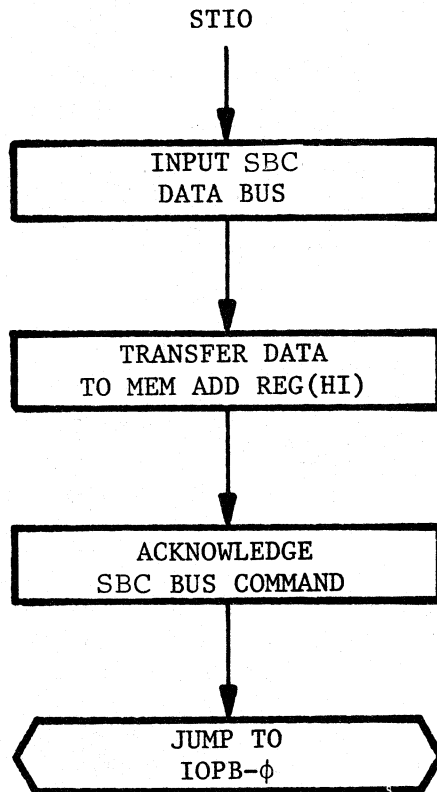 STIO
INPUT SBC
DATA BUS
TRANSFER DATA
TO MEM ADD REG(HI)
ACKNOWLEDGE
SBC BUS COMMAND
JUMP TO
IOPB-ϕ